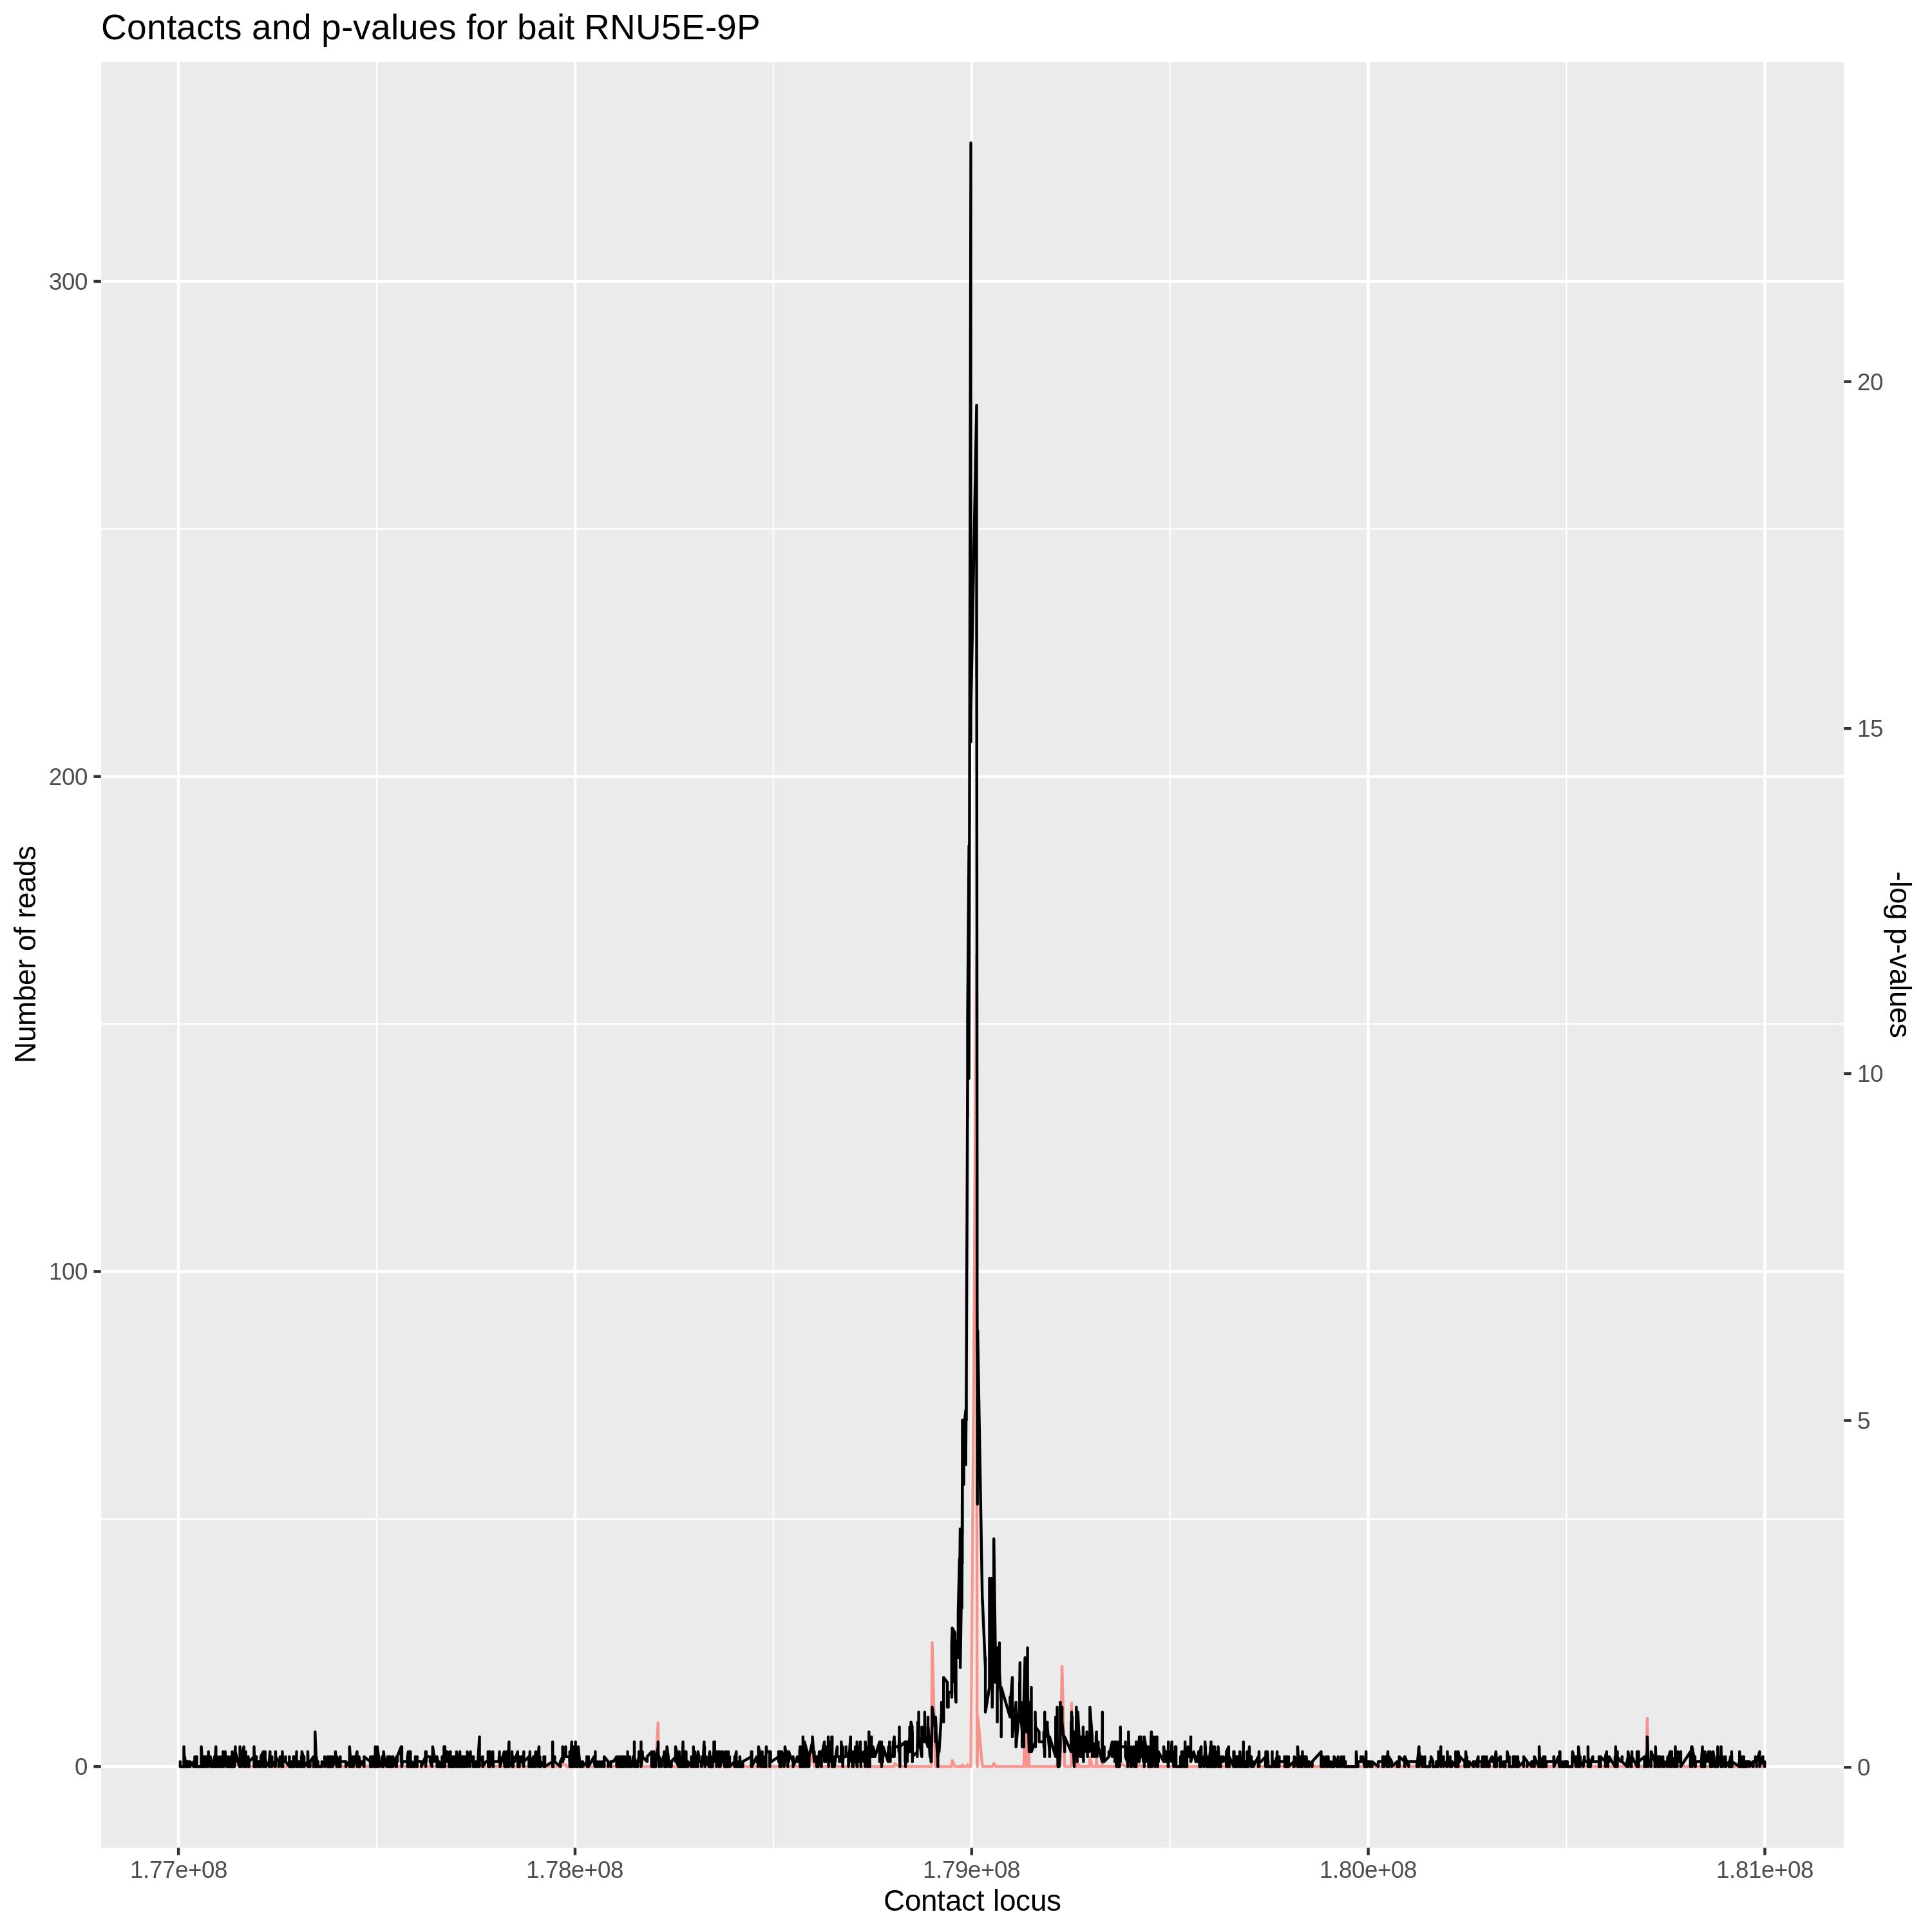 Contacts and p-values for bait RNU5E-9P
300
200
100
0
Number of reads
20
15
10
5
0
-log p-values
1.77e+08 1.78e+08 1.79e+08 1.80e+08 1.81e+08
Contact locus